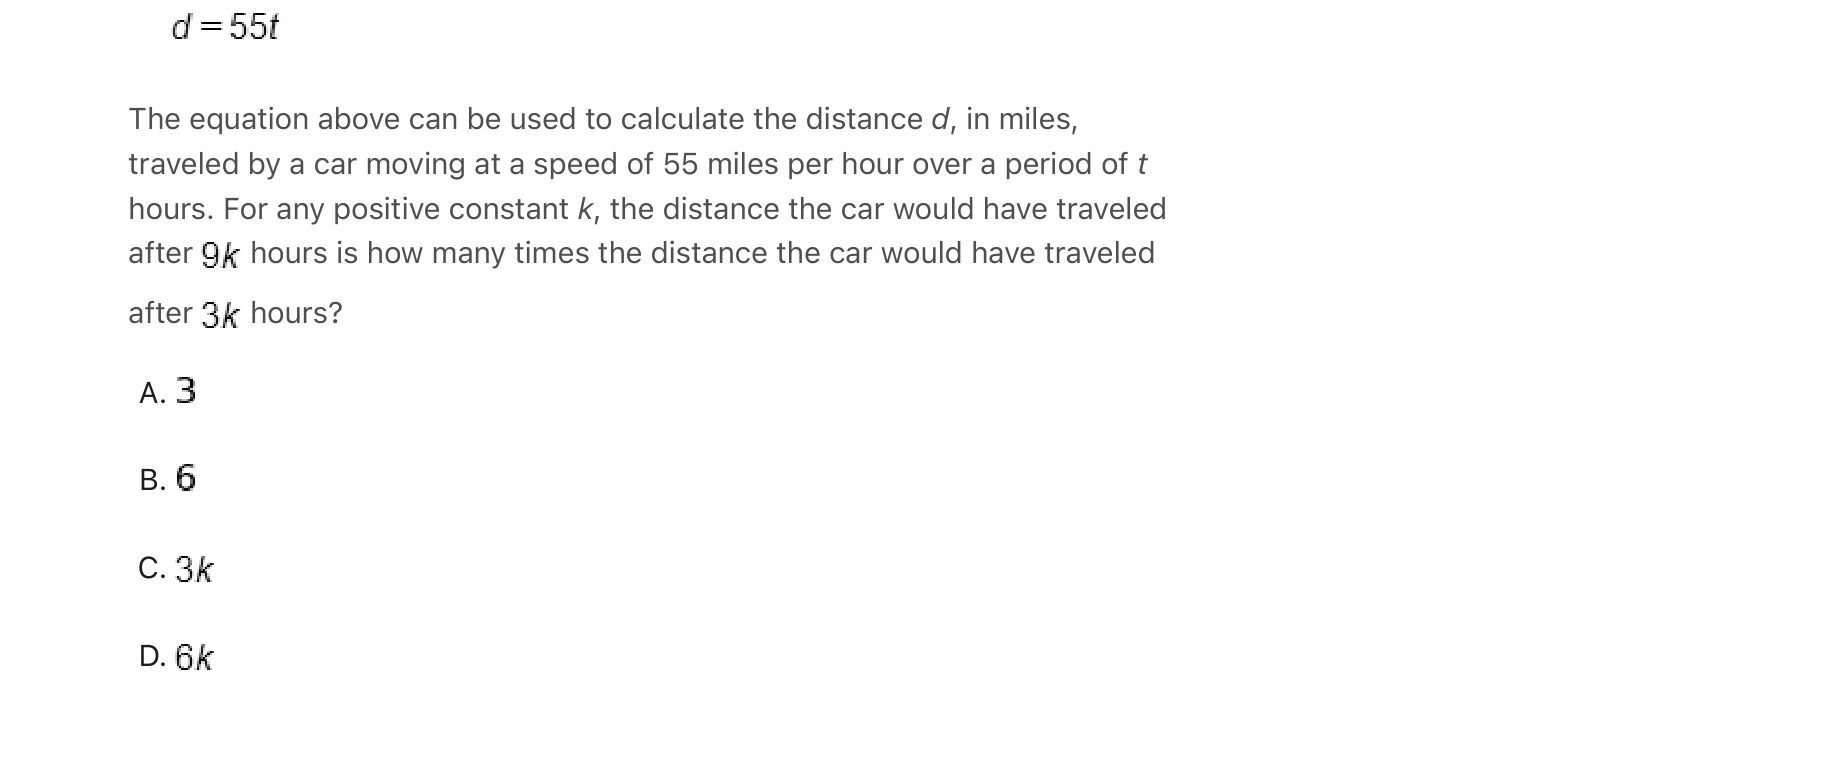 d = 55t
The equation above can be used to calculate the distance d, in miles,
traveled by a car moving at a speed of 55 miles per hour over a period of t
hours. For any positive constant k, the distance the car would have traveled
after 9k hours is how many times the distance the car would have traveled
after 3k hours?
A. 3
B. 6
C. 3k
D. 6k